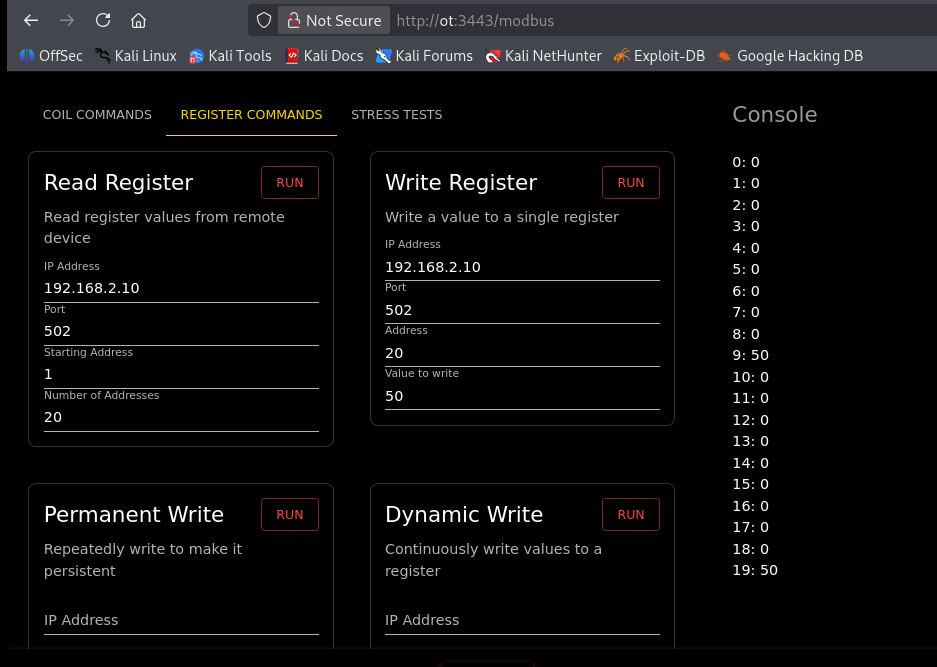 Not Secure http://ot:3443/modbus
OffSec Kali Linux Kali Tools Kali Docs Kali Forums Kali NetHunter Exploit-DB Google Hacking DB
COIL COMMANDS REGISTER COMMANDS STRESS TESTS
Read Register RUN
Read register values from remote
device
IP Address
192.168.2.10
Port
502
Starting Address
1
Number of Addresses
20
Write Register RUN
Write a value to a single register
IP Address
192.168.2.10
Port
502
Address
20
Value to write
50
Permanent Write RUN
Repeatedly write to make it
persistent
IP Address
Dynamic Write RUN
Continuously write values to a
register
IP Address
Console
0: 0
1: 0
2: 0
3: 0
4: 0
5: 0
6: 0
7: 0
8: 0
9: 50
10: 0
11: 0
12: 0
13: 0
14: 0
15: 0
16: 0
17: 0
18: 0
19: 50